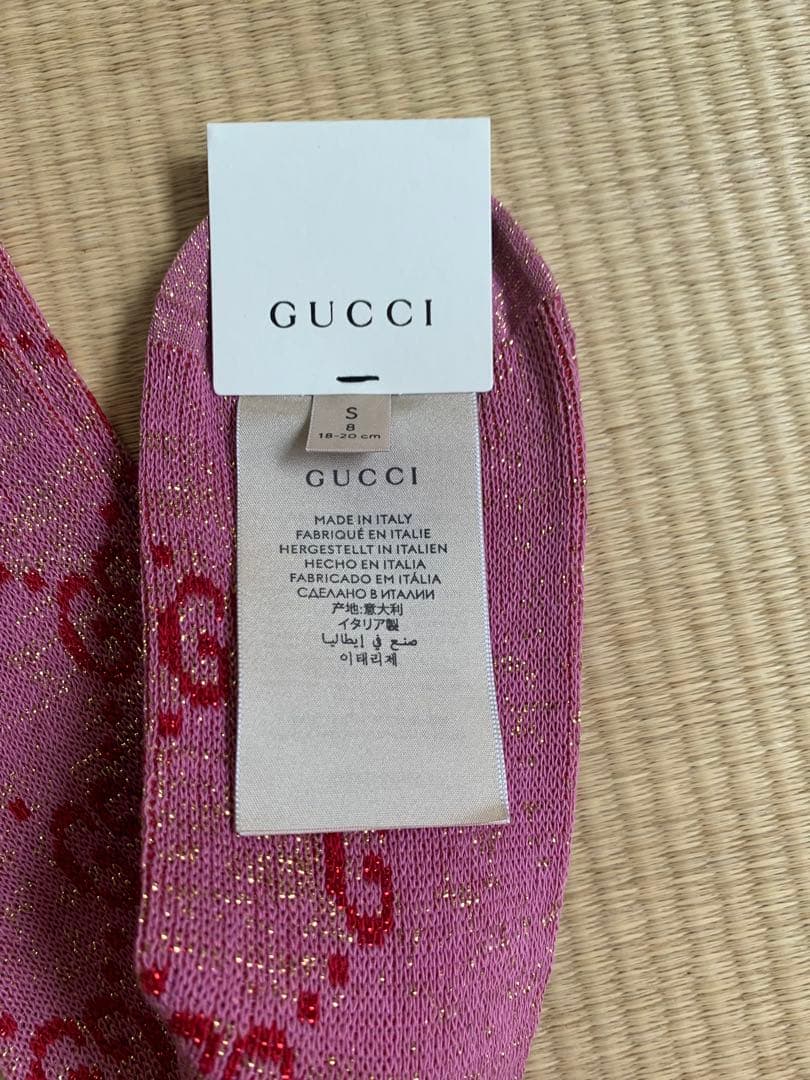 GUCCI
S
8
18-20 cm
GUCCI
MADE IN ITALY
FABRIQUÉ EN ITALIE
HERGESTELLT IN ITALIEN
HECHO EN ITALIA
FABRICADO EM ITÁLIA
СДЕЛАНО В ИТАЛИИ
产地:意大利
イタリア製
صنع في إيطاليا
이태리제